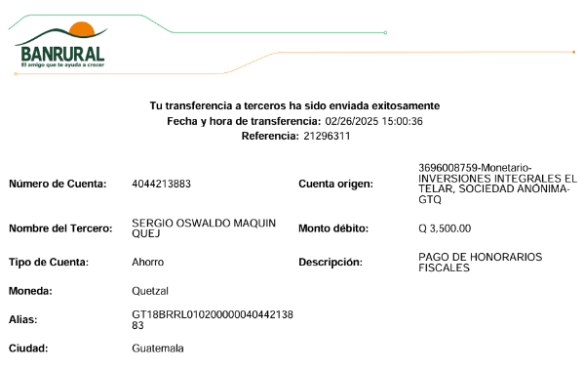 BANRURAL
El amigo que te ayuda a crecer
Tu transferencia a terceros ha sido enviada exitosamente
Fecha y hora de transferencia: 02/26/2025 15:00:36
Referencia: 21296311
Número de Cuenta: 4044213883
Cuenta origen: 3696008759-Monetario-
INVERSIONES INTEGRALES EL
TELAR, SOCIEDAD ANÓNIMA-
GTQ
Nombre del Tercero: SERGIO OSWALDO MAQUIN
QUEJ
Monto débito: Q 3,500.00
Tipo de Cuenta: Ahorro
Descripción: PAGO DE HONORARIOS
FISCALES
Moneda: Quetzal
Alias: GT18BRRL010200000040442138
83
Ciudad: Guatemala